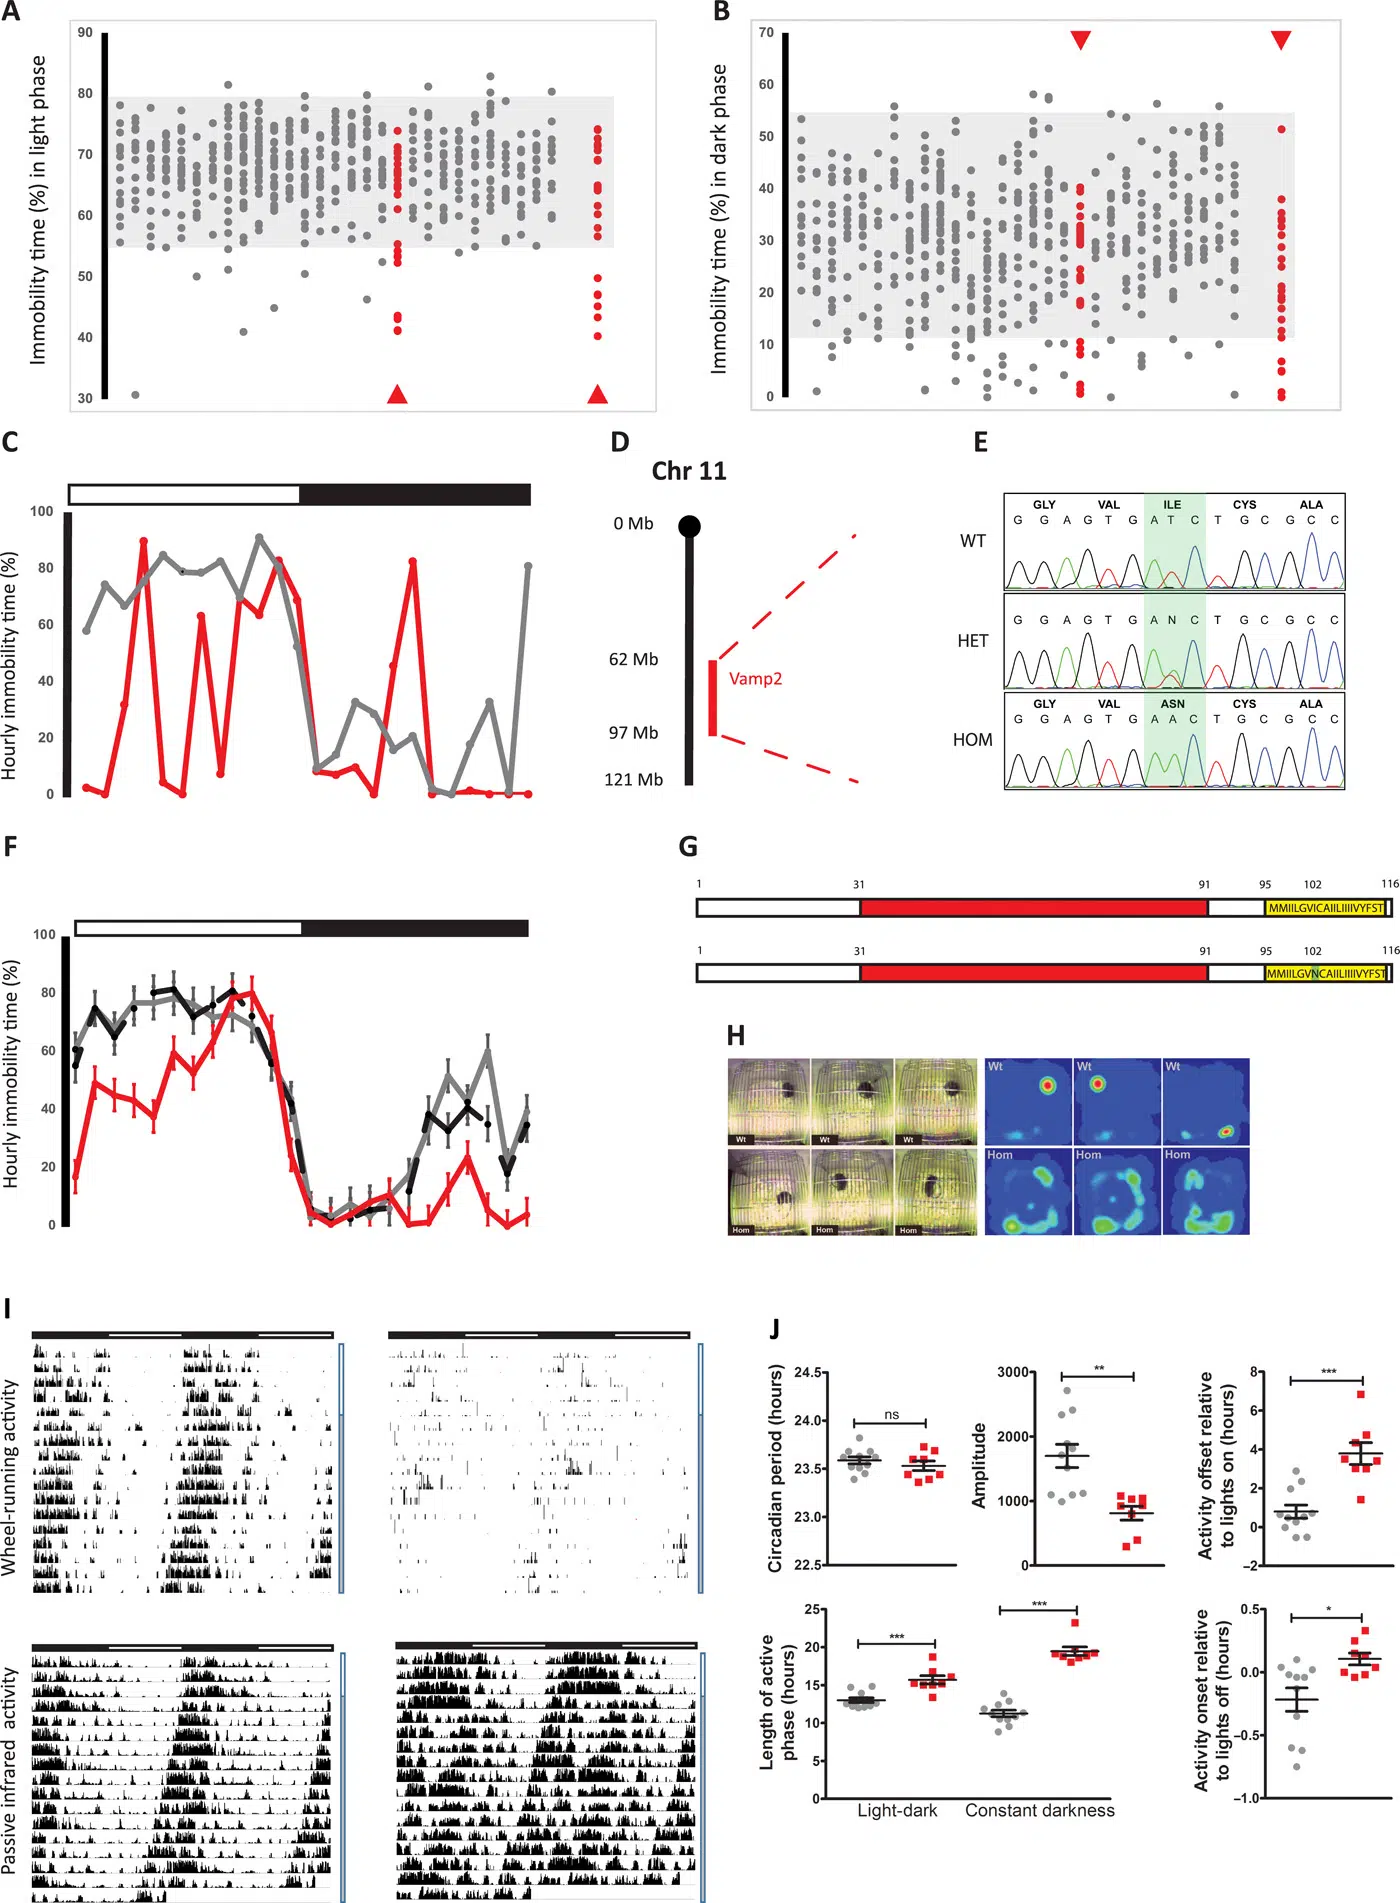 A
Immobility time (%) in light phase
90
80
70
60
50
40
30
B
Immobility time (%) in dark phase
70
60
50
40
30
20
10
0
C
Hourly immobility time (%)
100
80
60
40
20
0
D
Chr 11
0 Mb
62 Mb
Vamp2
97 Mb
121 Mb
E
WT
GLY VAL ILE CYS ALA
G G A G T G A T C T G C G C C
HET
G G A G T G A N C T G C G C C
HOM
GLY VAL ASN CYS ALA
G G A G T G A A C T G C G C C
F
Hourly immobility time (%)
100
80
60
40
20
0
G
1 31 91 95 102 116
MMIILGVICAIILIIIIVYFST
1 31 91 95 102 116
MMIILGVNCAIILIIIIVYFST
H
Wt Wt Wt
Wt Wt Wt
Hom Hom Hom
Hom Hom Hom
I
Wheel-running activity
Passive infrared activity
J
Circadian period (hours)
24.5
24.0
23.5
23.0
22.5
ns
Amplitude
3000
2000
1000
0
**
Activity offset relative
to lights on (hours)
8
6
4
2
0
−2
***
Length of active
phase (hours)
25
20
15
10
5
0
***
***
Light-dark Constant darkness
Activity onset relative
to lights off (hours)
0.5
0.0
−0.5
−1.0
*